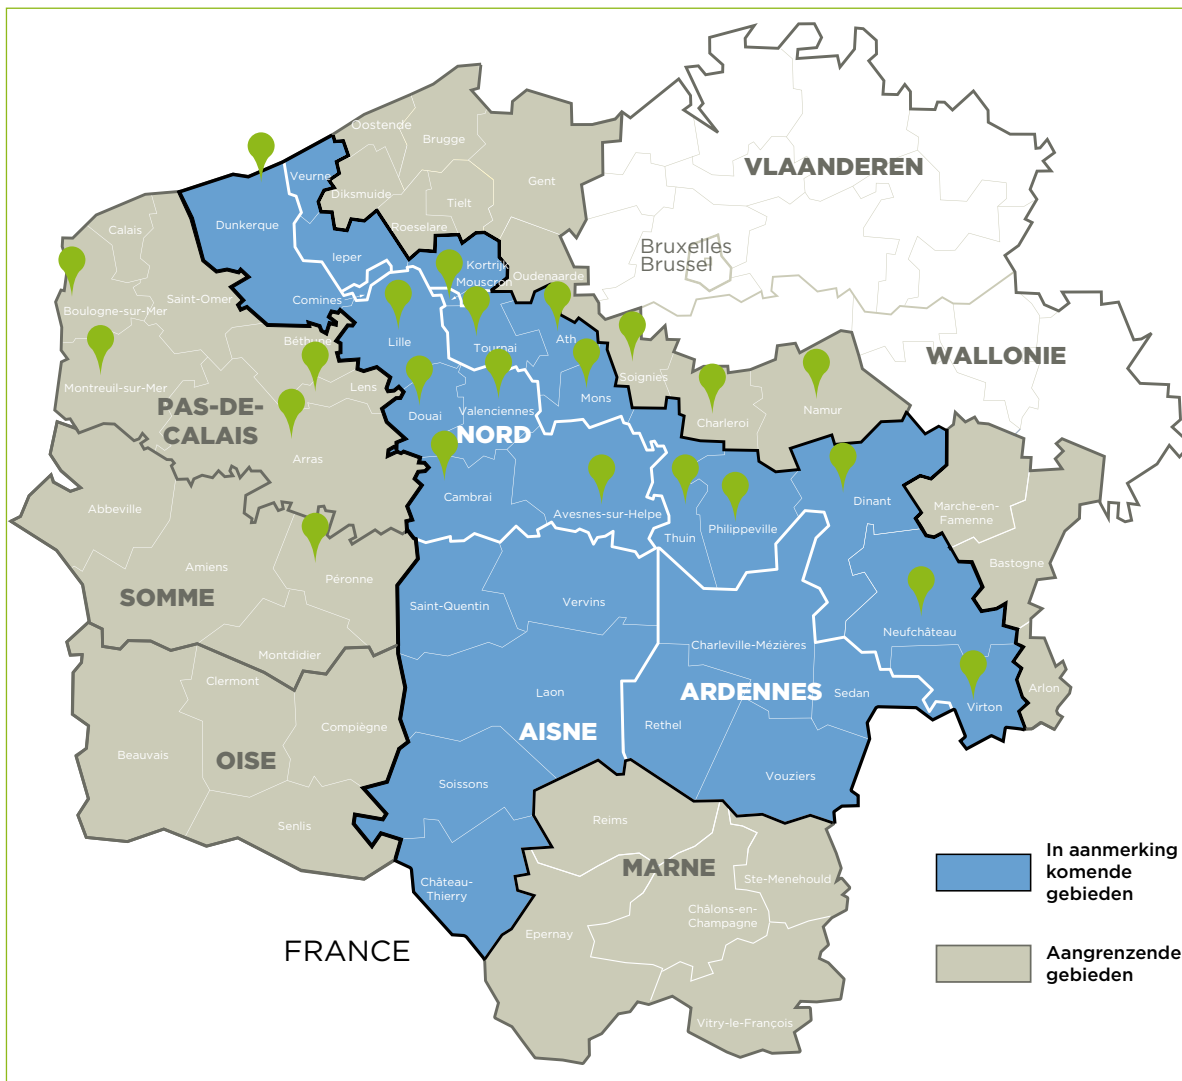 Oostende
Brugge
VLAANDEREN
Veurne
Diksmuide
Gent
Tielt
Dunkerque
Calais
Roeselare
Ieper
Bruxelles
Brussel
Kortrijk
Oudenaarde
Mouscron
Saint-Omer
Comines
Boulogne-sur-Mer
Béthune
Lille
Tournai
Ath
WALLONIE
Soignies
Montreuil-sur-Mer
Lens
PAS-DE-
CALAIS
Douai
Valenciennes
Mons
Charleroi
Namur
NORD
Arras
Cambrai
Avesnes-sur-Helpe
Dinant
Abbeville
Thuin
Philippeville
Marche-en-
Famenne
Bastogne
Amiens
Péronne
SOMME
Saint-Quentin
Vervins
Neufchâteau
Montdidier
Charleville-Mézières
Clermont
Laon
ARDENNES
Sedan
Arlon
Virton
Compiègne
Rethel
AISNE
Beauvais
OISE
Soissons
Vouziers
Senlis
Reims
MARNE
Château-
Thierry
Ste-Menehould
Châlons-en-
Champagne
Epernay
FRANCE
Vitry-le-François
In aanmerking
komende
gebieden
Aangrenzende
gebieden